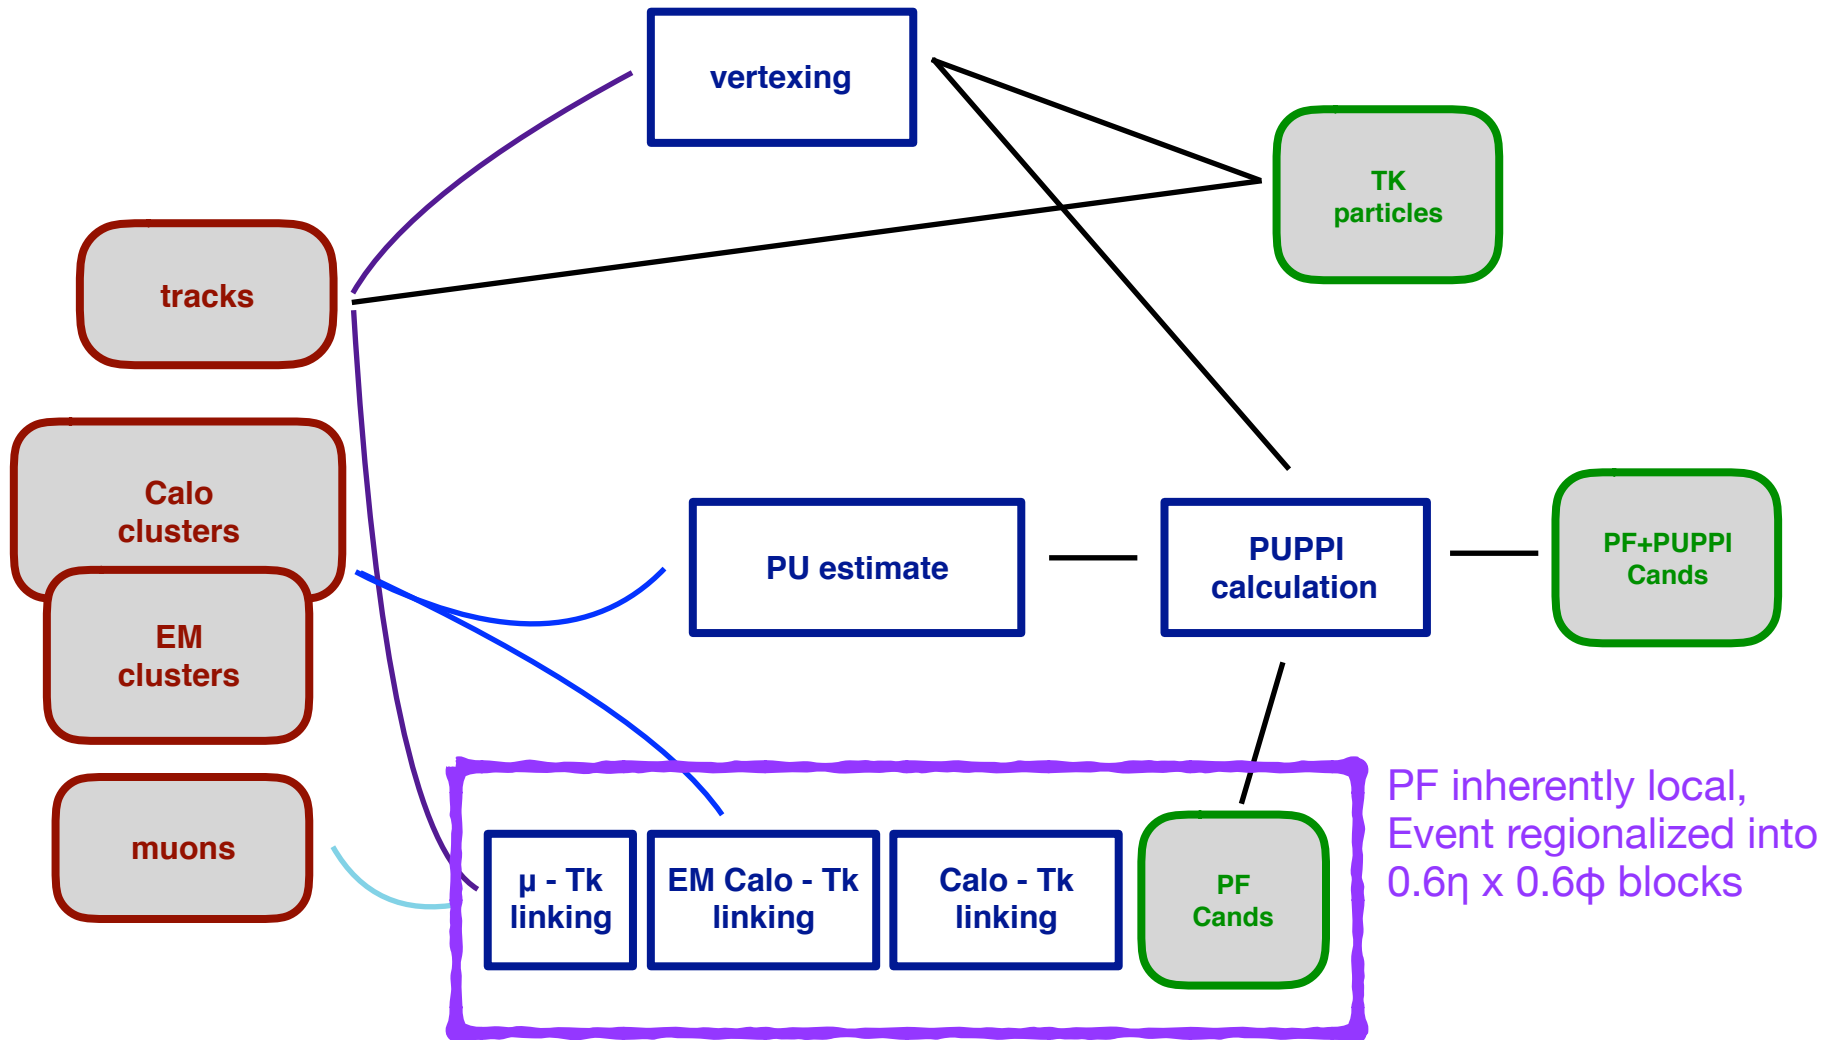 vertexing
TK
particles
tracks
Calo
clusters
PU estimate
PUPPI
calculation
PF+PUPPI
Cands
EM
clusters
muons
μ - Tk
linking
EM Calo - Tk
linking
Calo - Tk
linking
PF
Cands
PF inherently local,
Event regionalized into
0.6η x 0.6φ blocks